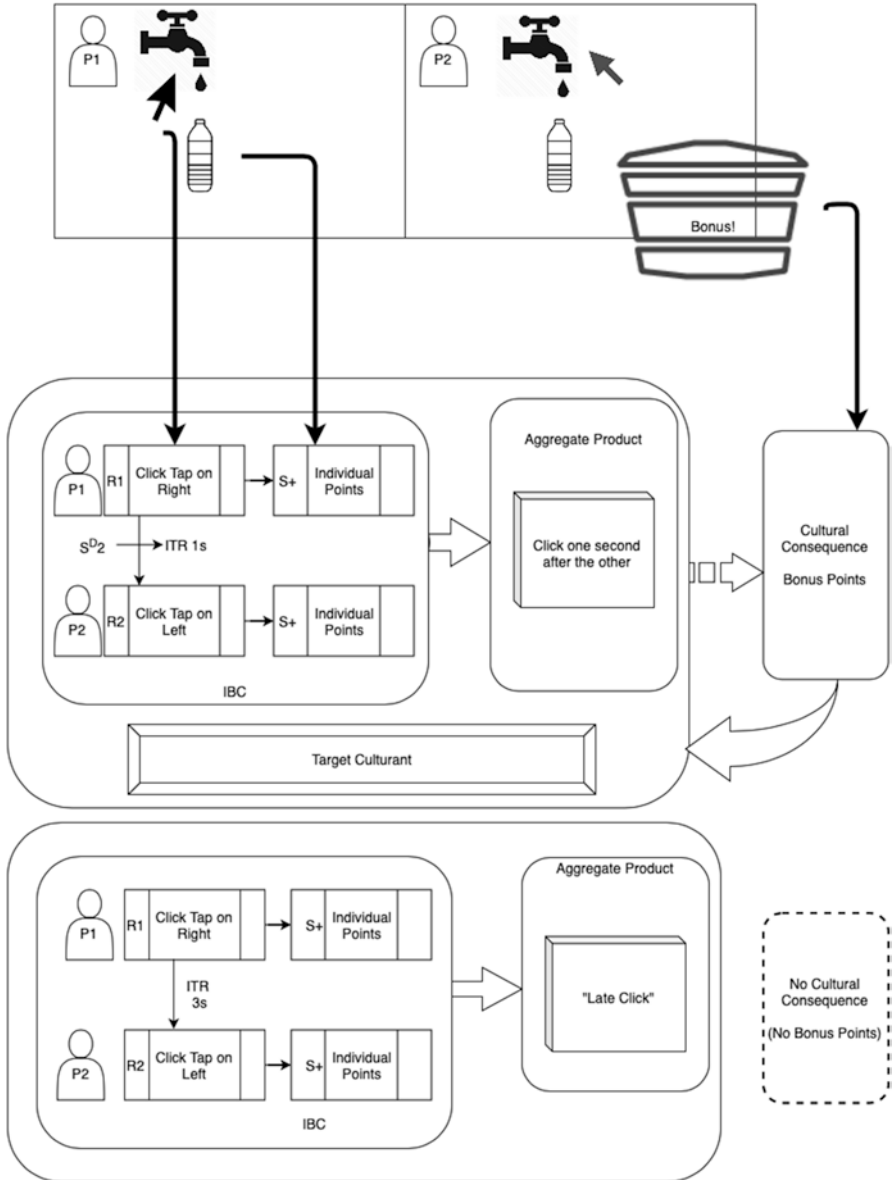 P1
P2
Bonus!
Aggregate Product
P1
R1
Click Tap on
Right
S+
Individual
Points
Click one second
after the other
Cultural
Consequence
Bonus Points
S^D2
ITR 1s
P2
R2
Click Tap on
Left
S+
Individual
Points
IBC
Target Culturant
Aggregate Product
P1
R1
Click Tap on
Right
S+
Individual
Points
ITR
3s
"Late Click"
No Cultural
Consequence
(No Bonus Points)
P2
R2
Click Tap on
Left
S+
Individual
Points
IBC